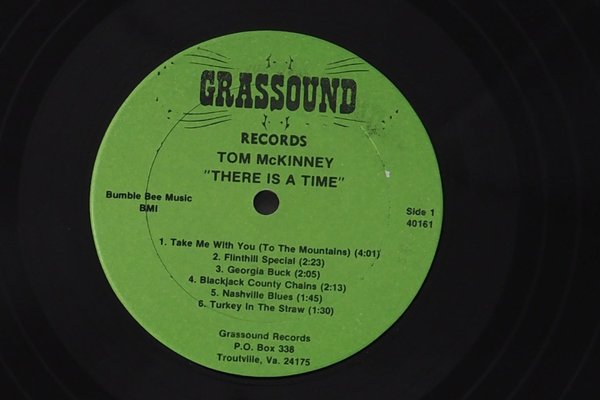 GRASSOUND
RECORDS
TOM McKINNEY
"THERE IS A TIME"
Bumble Bee Music
BMI
Side 1
40161
1. Take Me With You (To The Mountains) (4:01)
2. Flinthill Special (2:23)
3. Georgia Buck (2:05)
4. Blackjack County Chains (2:13)
5. Nashville Blues (1:45)
6. Turkey In The Straw (1:30)
Grassound Records
P.O. Box 338
Troutville, Va. 24175